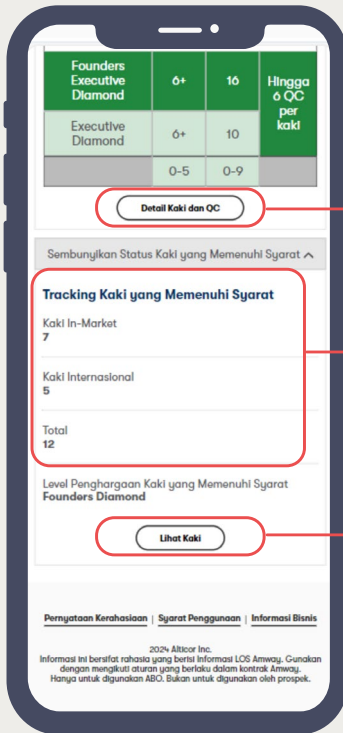 Founders
Executive
Diamond
6+
16
Hingga
6 QC
per
kaki
Executive
Diamond
6+
10
0-5
0-9
Detail Kaki dan QC
Sembunyikan Status Kaki yang Memenuhi Syarat
Tracking Kaki yang Memenuhi Syarat
Kaki In-Market
7
Kaki Internasional
5
Total
12
Level Penghargaan Kaki yang Memenuhi Syarat
Founders Diamond
Lihat Kaki
Pernyataan Kerahasiaan | Syarat Penggunaan | Informasi Bisnis
2024 Alticor Inc.
Informasi ini bersifat rahasia yang berisi informasi LOS Amway. Gunakan
dengan mengikuti aturan yang berlaku dalam kontrak Amway.
Hanya untuk digunakan ABO. Bukan untuk digunakan oleh prospek.